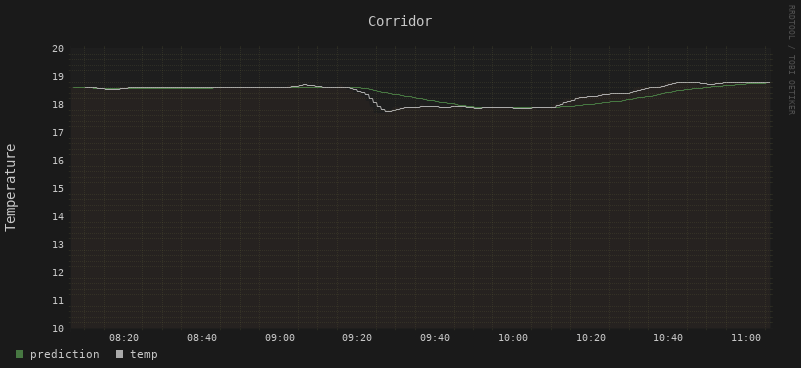 Corridor
RRDTOOL / TOBI OETIKER
Temperature
20
19
18
17
16
15
14
13
12
11
10
08:20 08:40 09:00 09:20 09:40 10:00 10:20 10:40 11:00
prediction temp